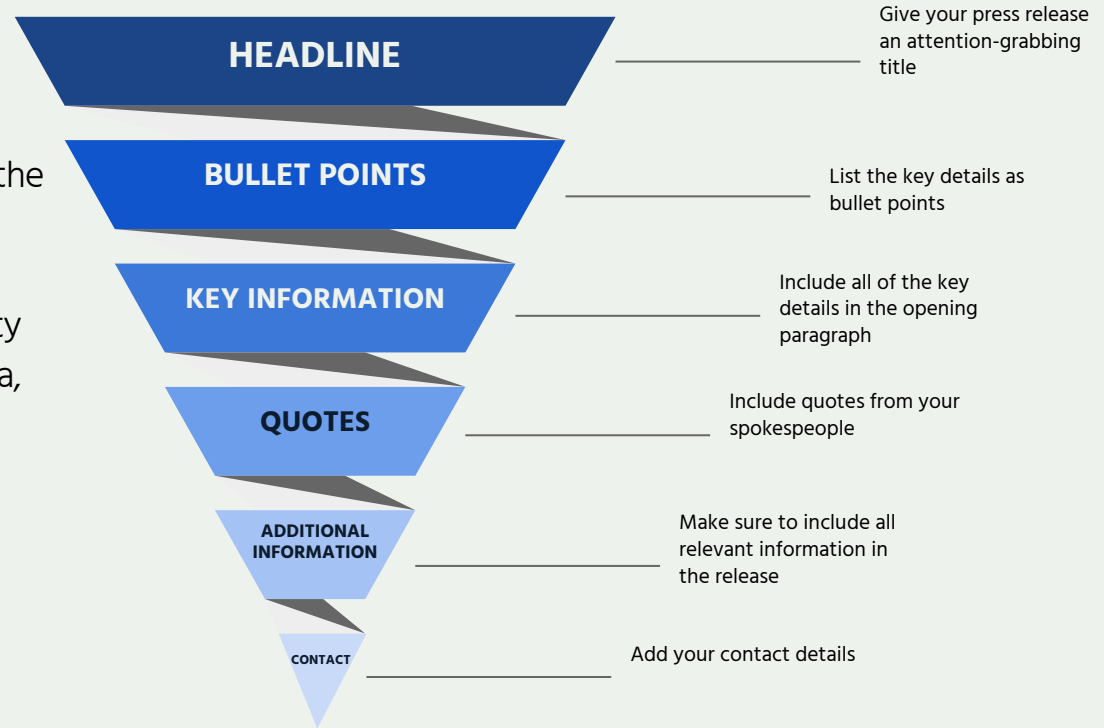 HEADLINE
Give your press release
an attention-grabbing
title
the
BULLET POINTS
List the key details as
bullet points
KEY INFORMATION
Include all of the key
details in the opening
paragraph
QUOTES
Include quotes from your
spokespeople
ADDITIONAL
INFORMATION
Make sure to include all
relevant information in
the release
CONTACT
Add your contact details